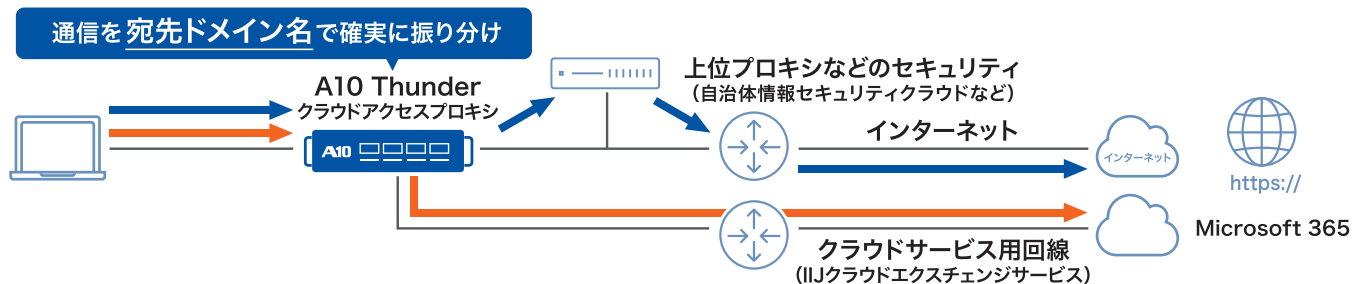 通信を宛先ドメイン名で確実に振り分け
A10 Thunder
クラウドアクセスプロキシ
A10
上位プロキシなどのセキュリティ
（自治体情報セキュリティクラウドなど）
インターネット
インターネット
https://
Microsoft 365
クラウドサービス用回線
（IIJクラウドエクスチェンジサービス）